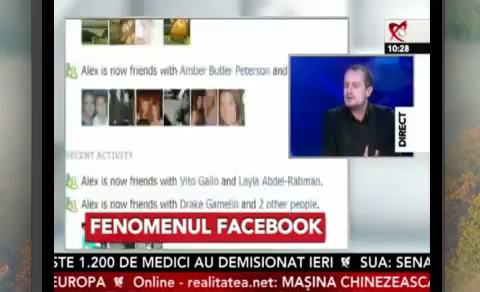 10:28
Alex is now friends with Amber Butler Peterson and
DIRECT
RECENT ACTIVITY
Alex is now friends with Vito Gallo and Layla Abdel-Rahman.
Alex is now friends with Drake Gamelin and 2 other people.
FENOMENUL FACEBOOK
STE 1.200 DE MEDICI AU DEMISIONAT IERI SUA: SENA
EUROPA Online - realitatea.net: MAŞINA CHINEZEASCĂ